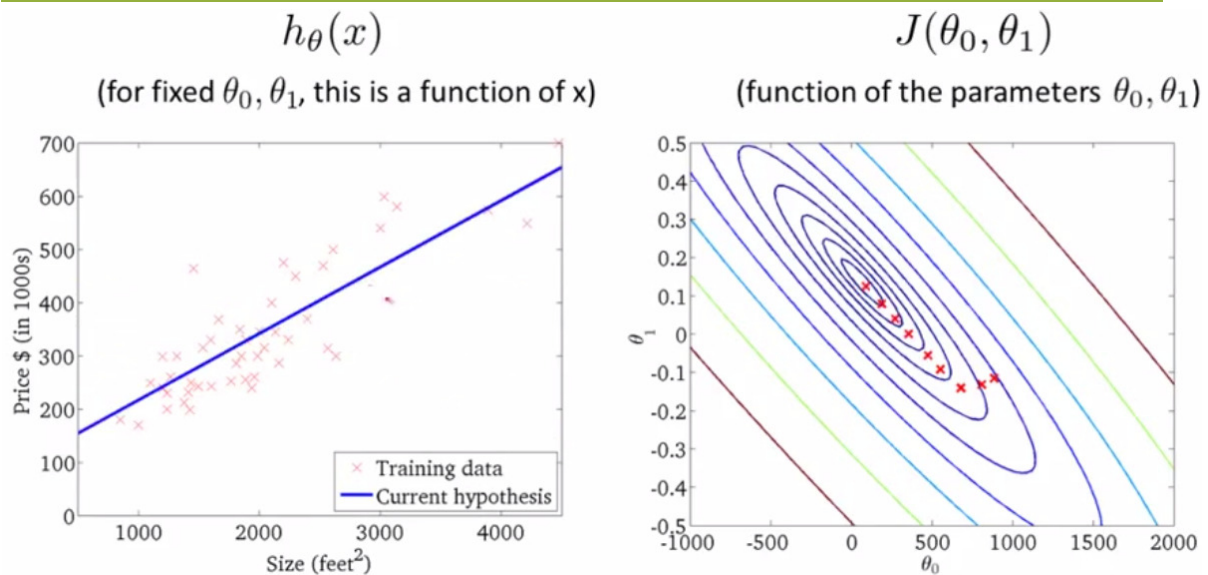 hθ(x)
(for fixed θ0, θ1, this is a function of x)
700
600
500
400
300
200
100
0
Price $ (in 1000s)
1000 2000 3000 4000
Size (feet²)
Training data
Current hypothesis
J(θ0, θ1)
(function of the parameters θ0, θ1)
0.5
0.4
0.3
0.2
0.1
0
-0.1
-0.2
-0.3
-0.4
-0.5
θ1
-1000 -500 0 500 1000 1500 2000
θ0